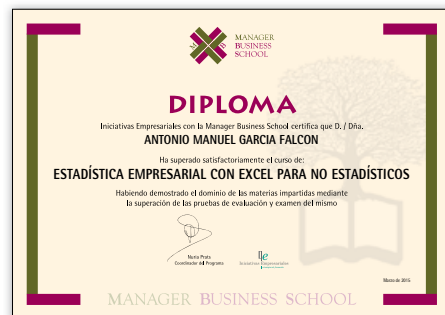 MANAGER
BUSINESS
SCHOOL
M
B
DIPLOMA
Iniciativas Empresariales con la Manager Business School certifica que D. / Dña.
ANTONIO MANUEL GARCIA FALCON
Ha superado satisfactoriamente el curso de:
ESTADÍSTICA EMPRESARIAL CON EXCEL PARA NO ESTADÍSTICOS
Habiendo demostrado el dominio de las materias impartidas mediante
la superación de las pruebas de evaluación y examen del mismo
Nuria Prats
Coordinador del Programa
Iniciativas Empresariales
Marzo de 2015
MANAGER BUSINESS SCHOOL